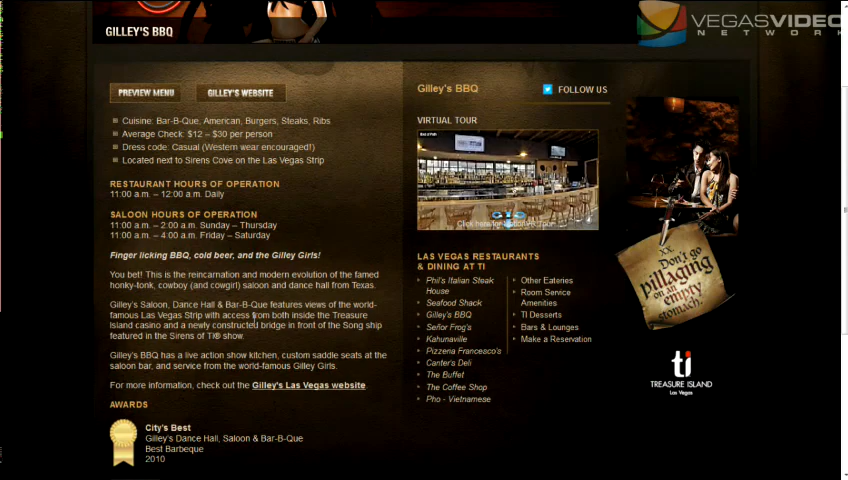 VEGASVIDEO
NETWORK
GILLEY'S BBQ
PREVIEW MENU
GILLEY'S WEBSITE
Cuisine: Bar-B-Que, American, Burgers, Steaks, Ribs
Average Check: $12 – $30 per person
Dress code: Casual (Western wear encouraged!)
Located next to Sirens Cove on the Las Vegas Strip
RESTAURANT HOURS OF OPERATION
11:00 a.m. – 12:00 a.m. Daily
SALOON HOURS OF OPERATION
11:00 a.m. – 2:00 a.m. Sunday – Thursday
11:00 a.m. – 4:00 a.m. Friday – Saturday
Finger licking BBQ, cold beer, and the Gilley Girls!
You bet! This is the reincarnation and modern evolution of the famed
honky-tonk, cowboy (and cowgirl) saloon and dance hall from Texas.
Gilley's Saloon, Dance Hall & Bar-B-Que features views of the world-
famous Las Vegas Strip with access from both inside the Treasure
Island casino and a newly constructed bridge in front of the Song ship
featured in the Sirens of TI® show.
Gilley's BBQ has a live action show kitchen, custom saddle seats at the
saloon bar, and service from the world-famous Gilley Girls.
For more information, check out the Gilley's Las Vegas website.
AWARDS
City's Best
Gilley's Dance Hall, Saloon & Bar-B-Que
Best Barbeque
2010
Gilley's BBQ
FOLLOW US
VIRTUAL TOUR
LAS VEGAS RESTAURANTS
& DINING AT TI
Phil's Italian Steak
House
Seafood Shack
Gilley's BBQ
Señor Frog's
Kahunaville
Pizzena Francesco's
Canter's Deli
The Buffet
The Coffee Shop
Pho - Vietnamese
Other Eateries
Room Service
Amenities
TI Desserts
Bars & Lounges
Make a Reservation
Don't go
pillaging
on an
empty
stomach.
ti
TREASURE ISLAND
Las Vegas